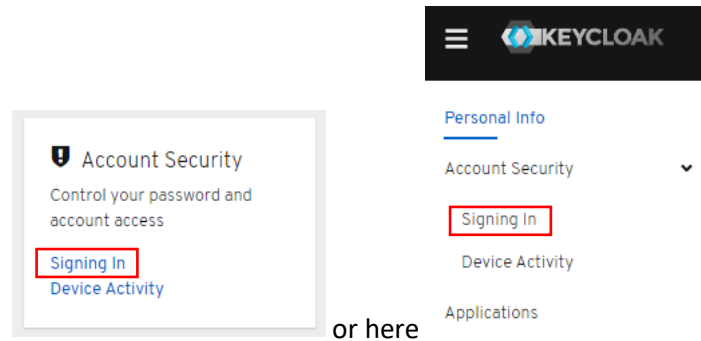 Account Security
Control your password and
account access
Signing In
Device Activity
or here
KEYCLOAK
Personal Info
Account Security
Signing In
Device Activity
Applications